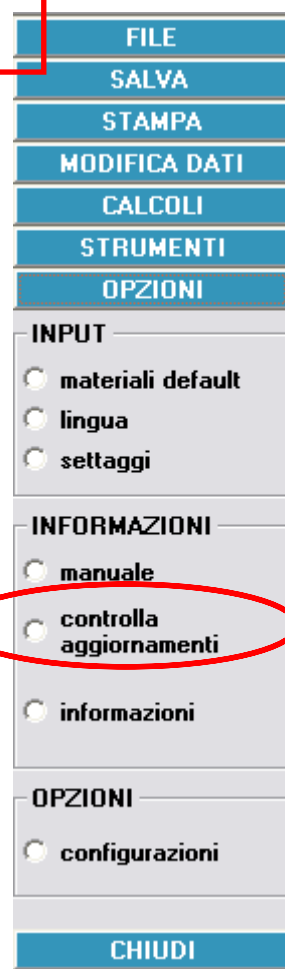 FILE
SALVA
STAMPA
MODIFICA DATI
CALCOLI
STRUMENTI
OPZIONI
INPUT
materiali default
lingua
settaggi
INFORMAZIONI
manuale
controlla
aggiornamenti
informazioni
OPZIONI
configurazioni
CHIUDI